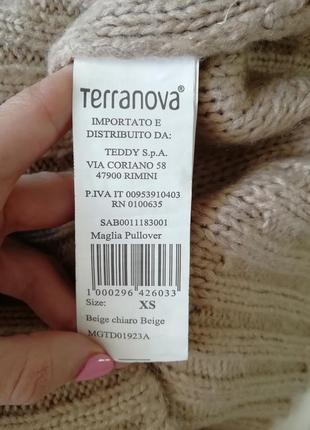 Terranova®
IMPORTATO E
DISTRIBUITO DA:
TEDDY S.p.A.
VIA CORIANO 58
47900 RIMINI
P.IVA IT 00953910403
RN 0100635
SAB0011183001
Maglia Pullover
1 000296 426033
Size: XS
Beige chiaro Beige
MGTD01923A